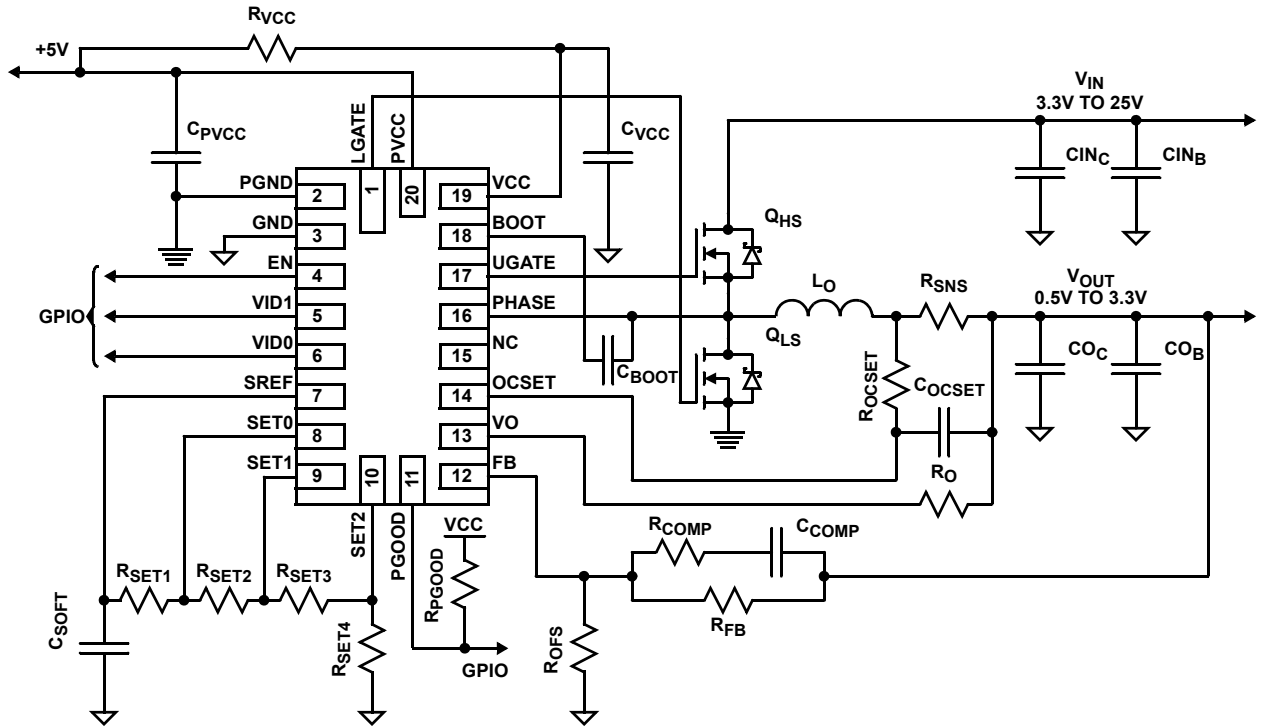 RVCC
+5V
VIN
3.3V TO 25V
CPVCC
LGATE
PVCC
CVCC
CINC
CINB
PGND
2
1
20
19
VCC
GND
3
18
BOOT
QHS
EN
4
17
UGATE
VOUT
0.5V TO 3.3V
LO
RSNS
GPIO
VID1
5
16
PHASE
QLS
VID0
6
15
NC
CBOOT
COC
COB
SREF
7
14
OCSET
ROCSET
COCSET
SET0
8
13
VO
SET1
9
10
11
12
FB
RO
SET2
PGOOD
VCC
RCOMP
CCOMP
RSET1
RSET2
RSET3
RPGOOD
RFB
CSOFT
RSET4
GPIO
ROFS